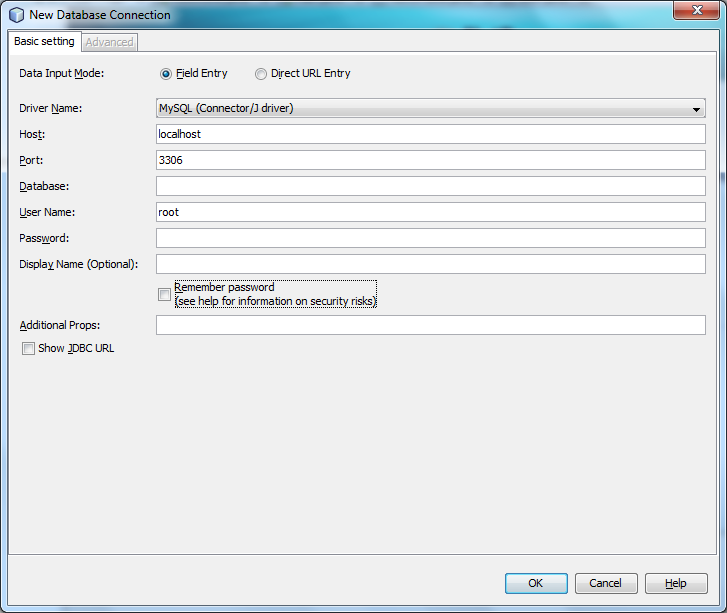 New Database Connection
Basic setting Advanced
Data Input Mode: Field Entry Direct URL Entry
Driver Name: MySQL (Connector/J driver)
Host: localhost
Port: 3306
Database:
User Name: root
Password:
Display Name (Optional):
Remember password
(see help for information on security risks)
Additional Props:
Show JDBC URL
OK Cancel Help